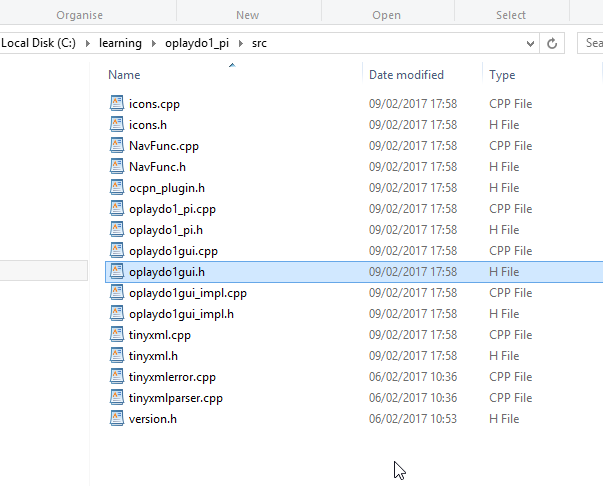 Organise New Open Select
Local Disk (C:) learning oplaydo1_pi src Sea
Name Date modified Type
icons.cpp 09/02/2017 17:58 CPP File
icons.h 09/02/2017 17:58 H File
NavFunc.cpp 09/02/2017 17:58 CPP File
NavFunc.h 09/02/2017 17:58 H File
ocpn_plugin.h 09/02/2017 17:58 H File
oplaydo1_pi.cpp 09/02/2017 17:58 CPP File
oplaydo1_pi.h 09/02/2017 17:58 H File
oplaydo1gui.cpp 09/02/2017 17:58 CPP File
oplaydo1gui.h 09/02/2017 17:58 H File
oplaydo1gui_impl.cpp 09/02/2017 17:58 CPP File
oplaydo1gui_impl.h 09/02/2017 17:58 H File
tinyxml.cpp 09/02/2017 17:58 CPP File
tinyxml.h 09/02/2017 17:58 H File
tinyxmlerror.cpp 06/02/2017 10:36 CPP File
tinyxmlparser.cpp 06/02/2017 10:36 CPP File
version.h 06/02/2017 10:53 H File